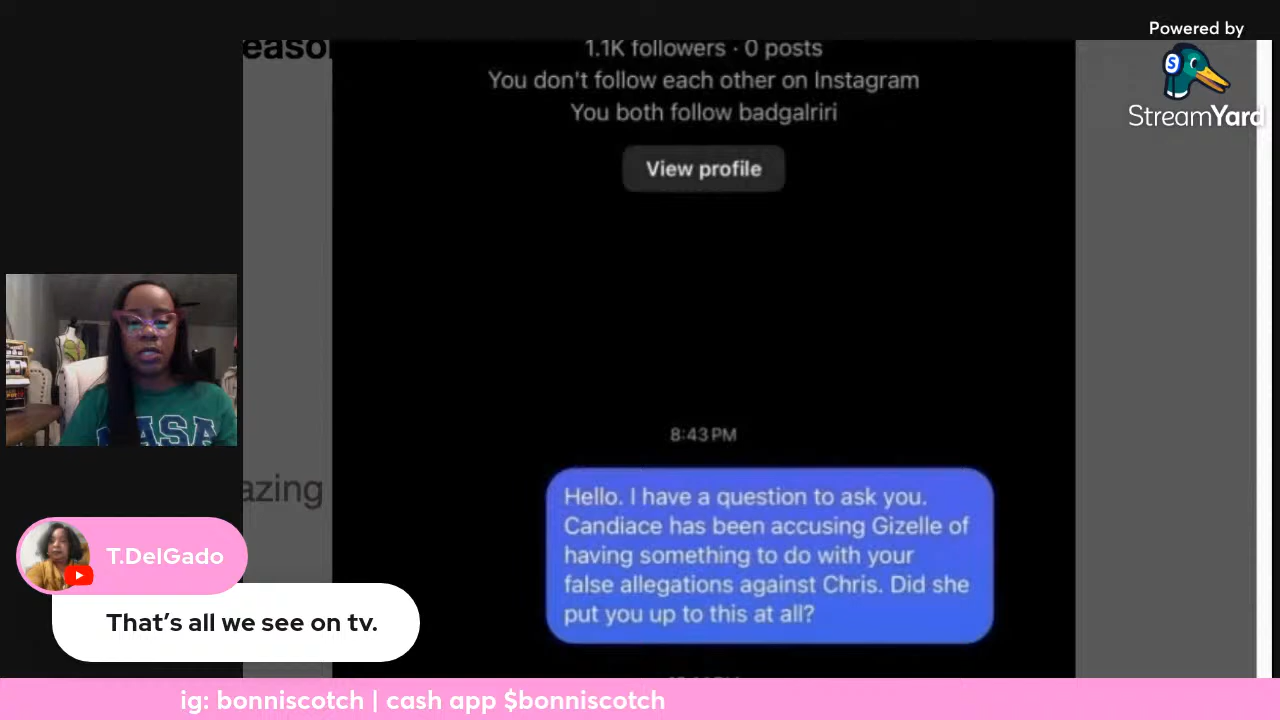 Powered by
StreamYard
easo
1.1K followers · 0 posts
You don't follow each other on Instagram
You both follow badgalriri
View profile
8:43 PM
Hello. I have a question to ask you.
Candiace has been accusing Gizelle of
having something to do with your
false allegations against Chris. Did she
put you up to this at all?
azing
NASA
T.DelGado
That's all we see on tv.
ig: bonniscotch | cash app $bonniscotch